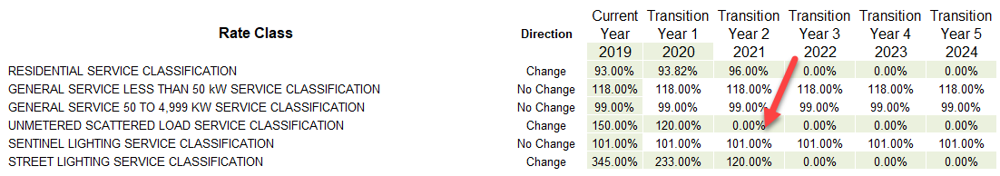 Current Transition Transition Transition Transition Transition
Rate Class Direction Year Year 1 Year 2 Year 3 Year 4 Year 5
2019 2020 2021 2022 2023 2024
RESIDENTIAL SERVICE CLASSIFICATION Change 93.00% 93.82% 96.00% 0.00% 0.00% 0.00%
GENERAL SERVICE LESS THAN 50 kW SERVICE CLASSIFICATION No Change 118.00% 118.00% 118.00% 118.00% 118.00% 118.00%
GENERAL SERVICE 50 TO 4,999 KW SERVICE CLASSIFICATION No Change 99.00% 99.00% 99.00% 99.00% 99.00% 99.00%
UNMETERED SCATTERED LOAD SERVICE CLASSIFICATION Change 150.00% 120.00% 0.00% 0.00% 0.00% 0.00%
SENTINEL LIGHTING SERVICE CLASSIFICATION No Change 101.00% 101.00% 101.00% 101.00% 101.00% 101.00%
STREET LIGHTING SERVICE CLASSIFICATION Change 345.00% 233.00% 120.00% 0.00% 0.00% 0.00%